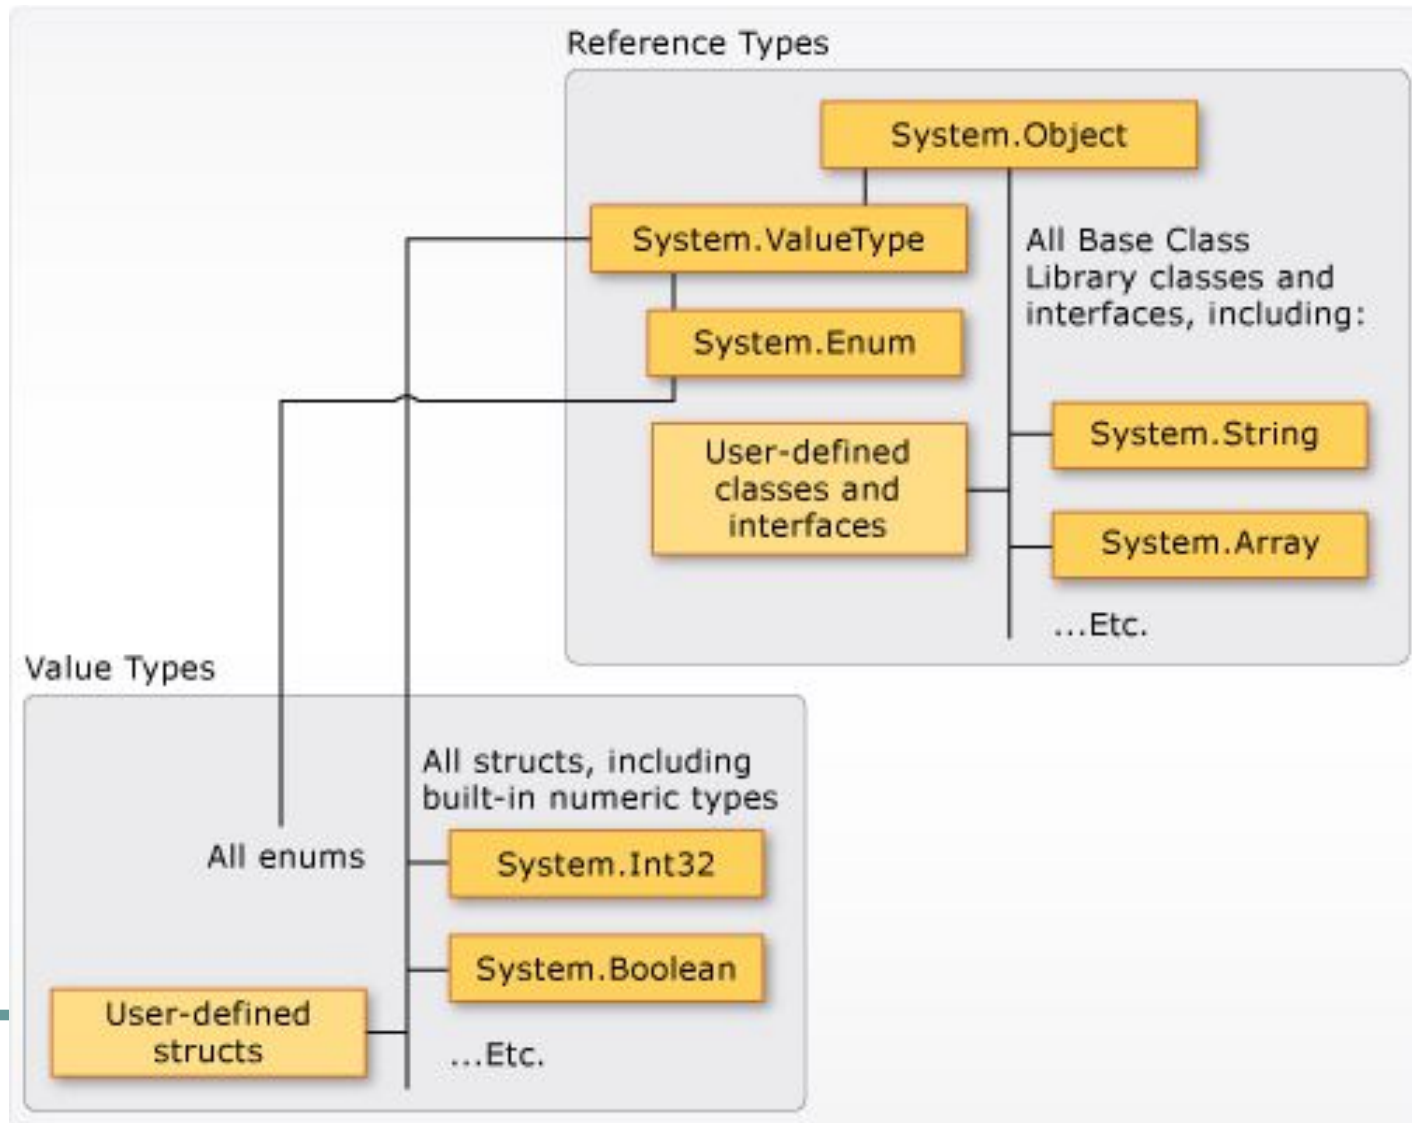 Reference Types
System.Object
System.ValueType
All Base Class
Library classes and
interfaces, including:
System.Enum
System.String
User-defined
classes and
interfaces
System.Array
...Etc.
Value Types
All structs, including
built-in numeric types
All enums
System.Int32
System.Boolean
User-defined
structs
...Etc.